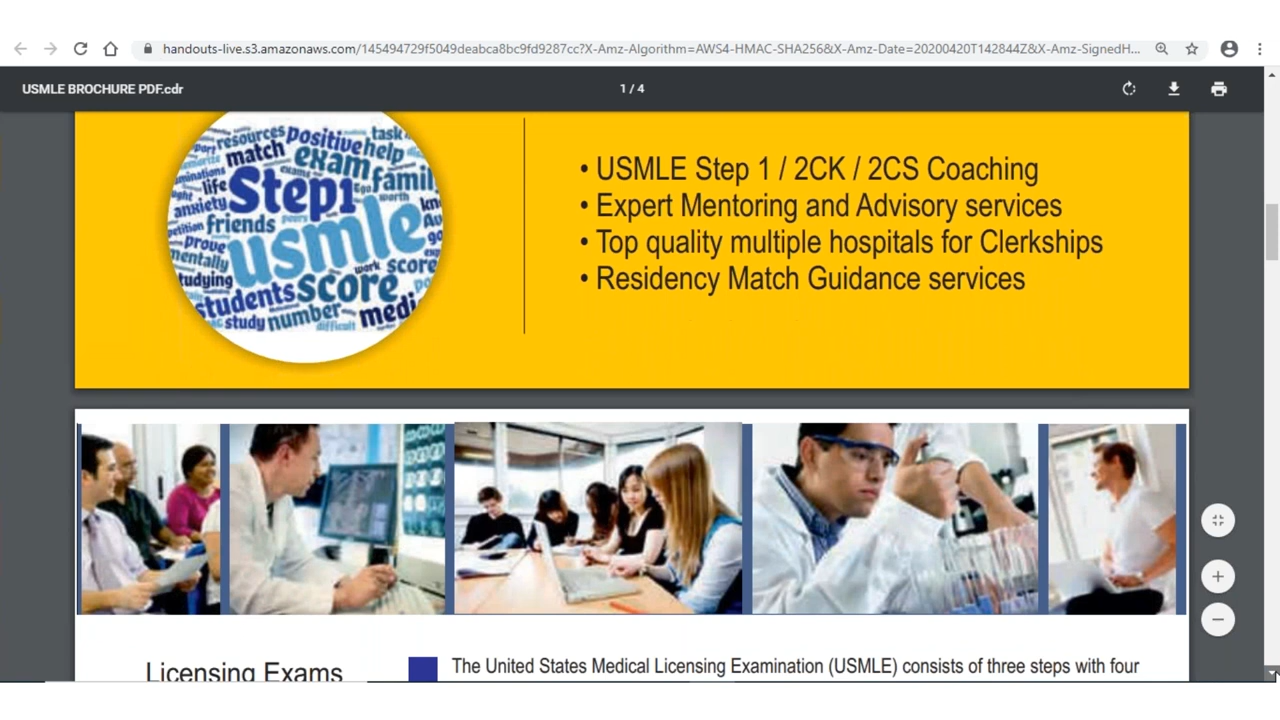 handouts-live.s3.amazonaws.com/145494729f5049deabca8bc9fd9287cc?X-Amz-Algorithm=AWS4-HMAC-SHA256&X-Amz-Date=20200420T142844Z&X-Amz-SignedH...
USMLE BROCHURE PDF.cdr
1 / 4
resources positive task
match exam help
life Step1 famil
anxiety
friends
prove usmle
mentally
work score
students score
study number medi
difficult
• USMLE Step 1 / 2CK / 2CS Coaching
• Expert Mentoring and Advisory services
• Top quality multiple hospitals for Clerkships
• Residency Match Guidance services
Licensing Exams
The United States Medical Licensing Examination (USMLE) consists of three steps with four